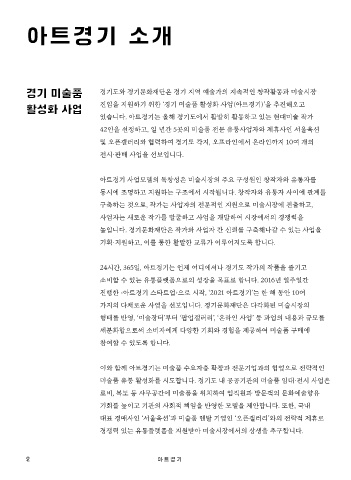 아트경기 소개
경기 미술품
활성화 사업
경기도와 경기문화재단은 경기 지역 예술가의 지속적인 창작활동과 미술시장
진입을 지원하기 위한 ‘경기 미술품 활성화 사업(아트경기)’을 추진해오고
있습니다. 아트경기는 올해 경기도에서 활발히 활동하고 있는 현대미술 작가
42인을 선정하고, 일 년간 5곳의 미술품 전문 유통사업자와 제휴사인 서울옥션
및 오픈갤러리와 협력하여 경기도 각지, 오프라인에서 온라인까지 10여 개의
전시·판매 사업을 선보입니다.
아트경기 사업모델의 독창성은 미술시장의 주요 구성원인 창작자와 유통자를
동시에 조명하고 지원하는 구조에서 시작됩니다. 창작자와 유통자 사이에 관계를
구축하는 것으로, 작가는 사업자의 전문적인 지원으로 미술시장에 진출하고,
사업자는 새로운 작가를 발굴하고 사업을 개발하여 시장에서의 경쟁력을
높입니다. 경기문화재단은 작가와 사업자 간 신뢰를 구축해나갈 수 있는 사업을
기획·지원하고, 이를 통한 활발한 교류가 이루어지도록 합니다.
24시간, 365일, 아트경기는 언제 어디에서나 경기도 작가의 작품을 즐기고
소비할 수 있는 유통플랫폼으로의 성장을 목표로 합니다. 2016년 일주일간
진행한 <아트경기 스타트업>으로 시작, ‘2021 아트경기’는 한 해 동안 10여
가지의 다채로운 사업을 선보입니다. 경기문화재단은 다각화된 미술시장의
형태를 반영, ‘미술장터’부터 ‘팝업갤러리’, ‘온라인 사업’ 등 과업의 내용과 규모를
세분화함으로써 소비자에게 다양한 기회와 경험을 제공하여 미술품 구매에
참여할 수 있도록 합니다.
이와 함께 아트경기는 미술품 수요자층 확장과 전문기업과의 협업으로 전략적인
미술품 유통 활성화를 시도합니다. 경기도 내 공공기관의 미술품 임대·전시 사업은
로비, 복도 등 사무공간에 미술품을 위치하여 임직원과 방문객의 문화예술향유
기회를 높이고 기관의 사회적 책임을 반영한 모델을 제안합니다. 또한, 국내
대표 경매사인 ‘서울옥션’과 미술품 렌탈 기업인 ‘오픈갤러리’와의 전략적 제휴로
경쟁력 있는 유통플랫폼을 지원받아 미술시장에서의 상생을 추구합니다.
아트경기